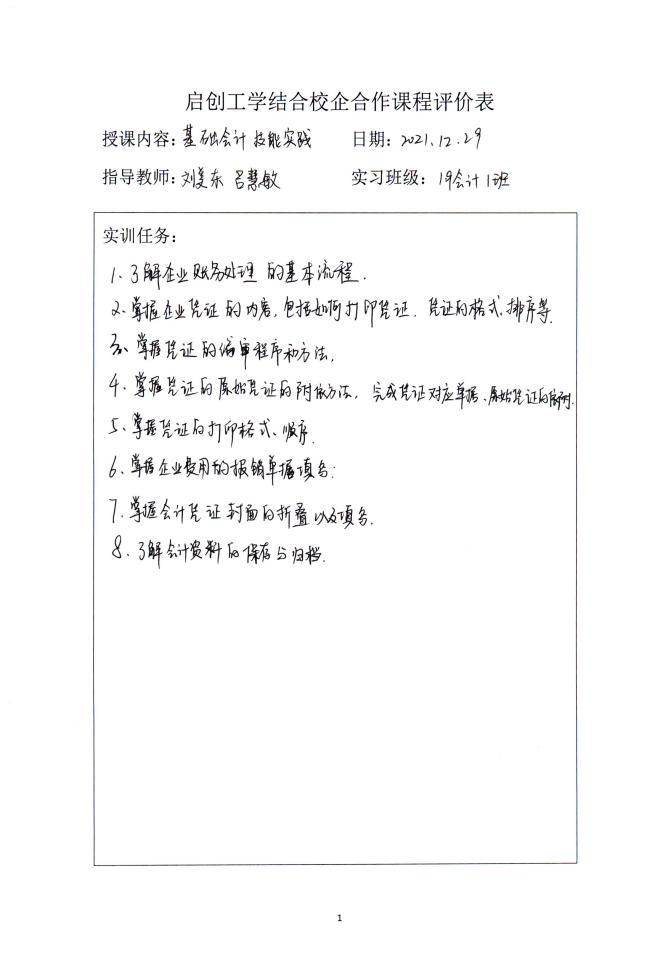 启创工学结合校企合作课程评价表
授课内容：基础会计技能实践 日期：2021.12.29
指导教师：刘美东 吕慧敏 实习班级：19会计1班
实训任务：
1、了解企业账务处理的基本流程.
2、掌握企业凭证的内容,包括如何打印凭证、凭证的格式、排序等.
3、掌握凭证的编审程序和方法,
4、掌握凭证的原始凭证的附依方法, 完成凭证对应单据、原始凭证的
5、掌握凭证的打印格式、顺序.
6、掌握企业费用的报销单据填写;
7、掌握会计凭证封面的折叠以及填写.
8、了解会计资料的保存与归档.
1